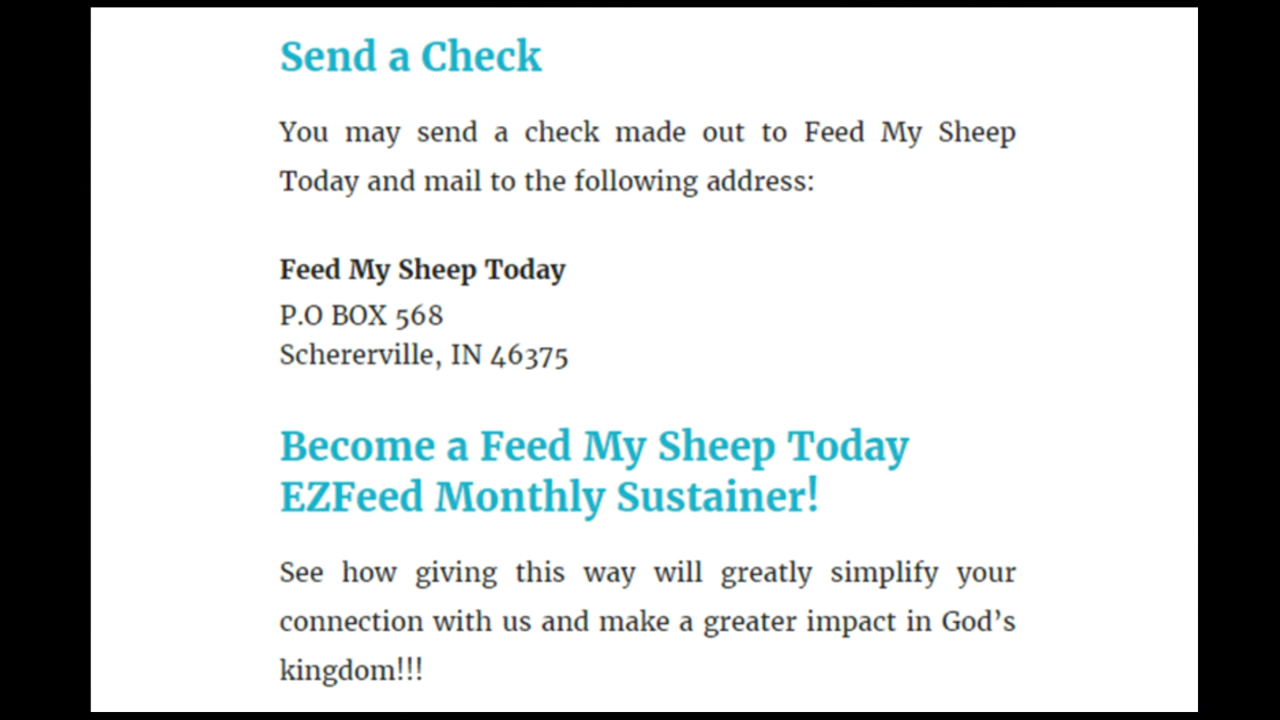 Send a Check
You may send a check made out to Feed My Sheep
Today and mail to the following address:
Feed My Sheep Today
P.O BOX 568
Schererville, IN 46375
Become a Feed My Sheep Today
EZFeed Monthly Sustainer!
See how giving this way will greatly simplify your
connection with us and make a greater impact in God’s
kingdom!!!